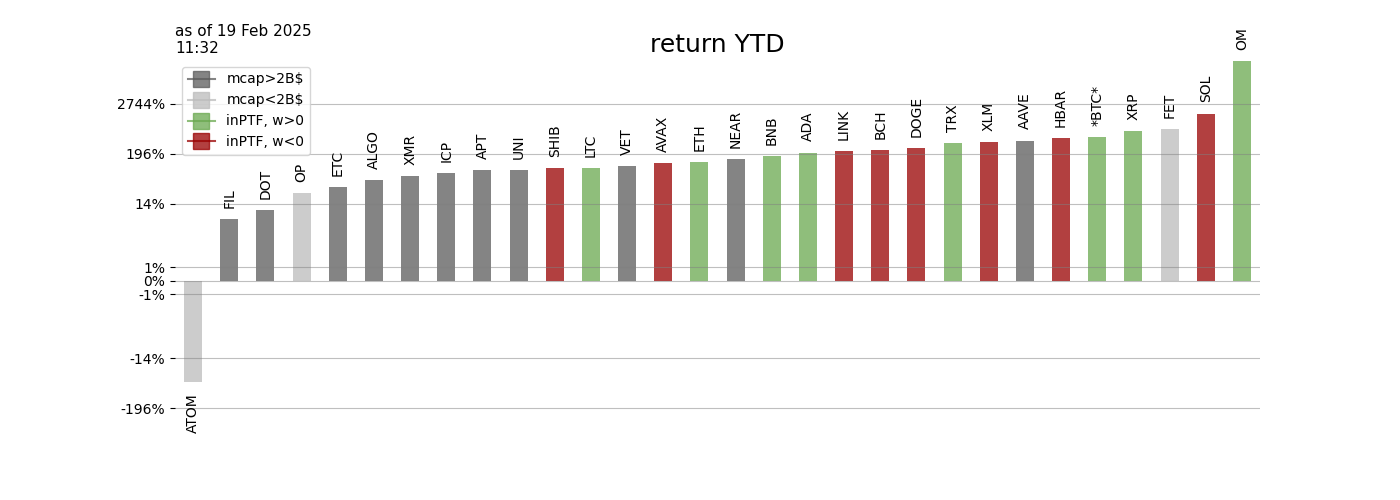 as of 19 Feb 2025
11:32
return YTD
mcap>2B$
mcap<2B$
inPTF, w>0
inPTF, w<0
2744%
196%
14%
1%
0%
-1%
-14%
-196%
ATOM
FIL
DOT
OP
ETC
ALGO
XMR
ICP
APT
UNI
SHIB
LTC
VET
AVAX
ETH
NEAR
BNB
ADA
LINK
BCH
DOGE
TRX
XLM
AAVE
HBAR
*BTC*
XRP
FET
SOL
OM